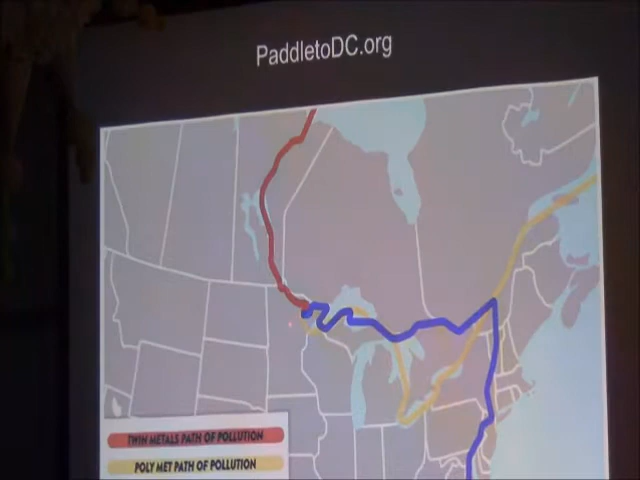 PaddletoDC.org
TWIN METALS PATH OF POLLUTION
POLY MET PATH OF POLLUTION